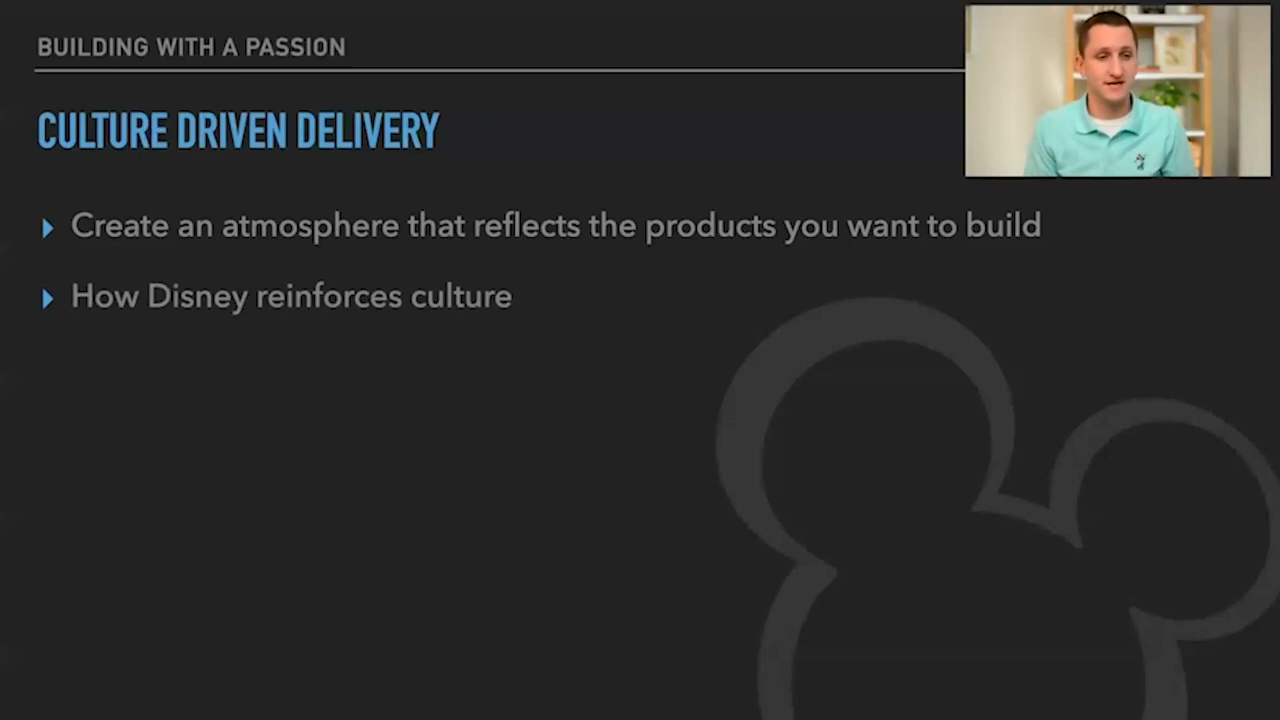 BUILDING WITH A PASSION
CULTURE DRIVEN DELIVERY
Create an atmosphere that reflects the products you want to build
How Disney reinforces culture